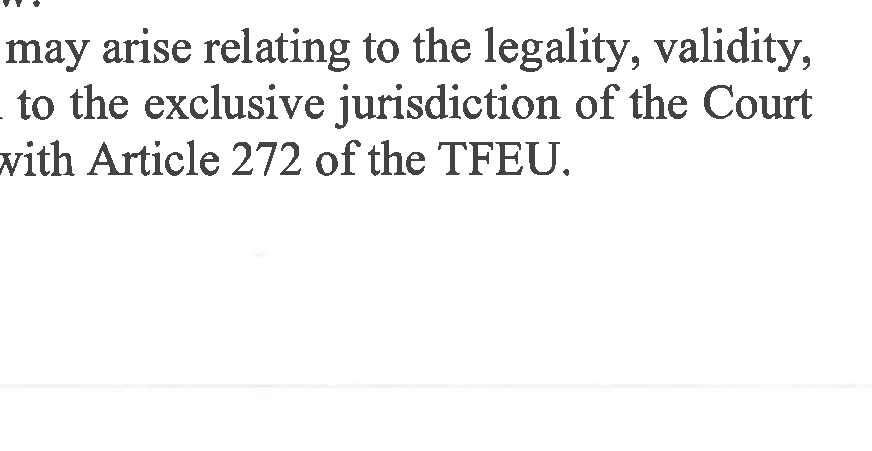 may arise relating to the legality, validity,
to the exclusive jurisdiction of the Court
with Article 272 of the TFEU.